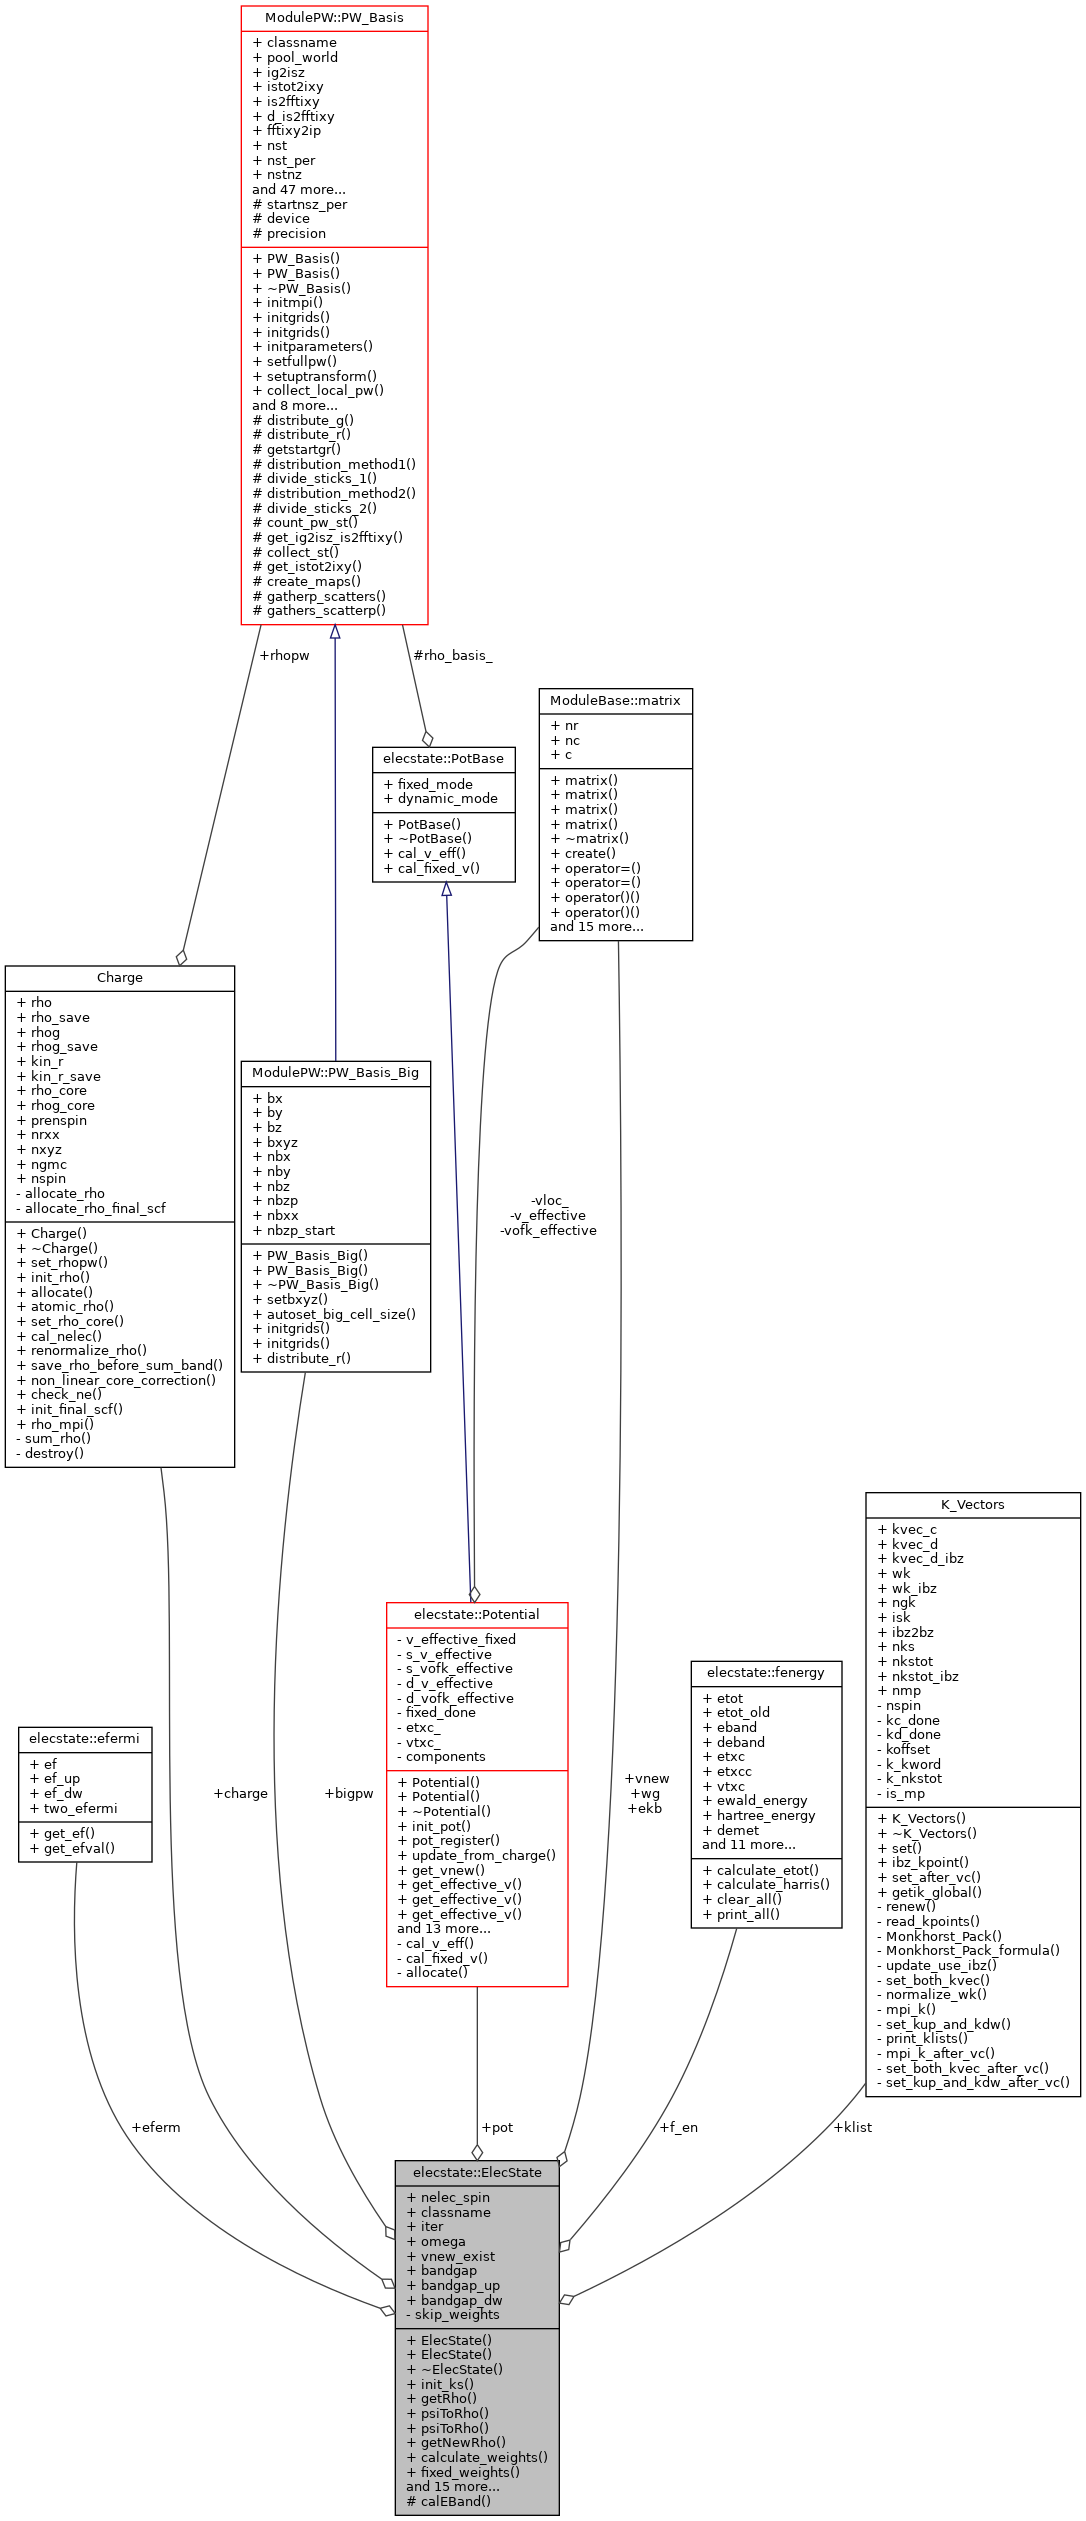 ModulePW::PW_Basis
+ classname
+ pool_world
+ ig2isz
+ istot2ixy
+ is2fftixy
+ d_is2fftixy
+ fftixy2ip
+ nst
+ nst_per
+ nstnz
and 47 more...
# startnsz_per
# device
# precision
+ PW_Basis()
+ PW_Basis()
+ ~PW_Basis()
+ initmpi()
+ initgrids()
+ initgrids()
+ initparameters()
+ setfullpw()
+ setuptransform()
+ collect_local_pw()
and 8 more...
# distribute_g()
# distribute_r()
# getstartgr()
# distribution_method1()
# divide_sticks_1()
# distribution_method2()
# divide_sticks_2()
# count_pw_st()
# get_ig2isz_is2fftixy()
# collect_st()
# get_istot2ixy()
# create_maps()
# gatherp_scatters()
# gathers_scatterp()
+rhopw
#rho_basis_
ModuleBase::matrix
+ nr
+ nc
+ c
+ matrix()
+ matrix()
+ matrix()
+ matrix()
+ ~matrix()
+ create()
+ operator=()
+ operator=()
+ operator()()
+ operator()()
and 15 more...
elecstate::PotBase
+ fixed_mode
+ dynamic_mode
+ PotBase()
+ ~PotBase()
+ cal_v_eff()
+ cal_fixed_v()
Charge
+ rho
+ rho_save
+ rhog
+ rhog_save
+ kin_r
+ kin_r_save
+ rho_core
+ rhog_core
+ prenspin
+ nrxx
+ nxyz
+ ngmc
+ nspin
- allocate_rho
- allocate_rho_final_scf
+ Charge()
+ ~Charge()
+ set_rhopw()
+ init_rho()
+ allocate()
+ atomic_rho()
+ set_rho_core()
+ cal_nelec()
+ renormalize_rho()
+ save_rho_before_sum_band()
+ non_linear_core_correction()
+ check_ne()
+ init_final_scf()
+ rho_mpi()
- sum_rho()
- destroy()
ModulePW::PW_Basis_Big
+ bx
+ by
+ bz
+ bxyz
+ nbx
+ nby
+ nbz
+ nbzp
+ nbxx
+ nbzp_start
+ PW_Basis_Big()
+ PW_Basis_Big()
+ ~PW_Basis_Big()
+ setbxyz()
+ autoset_big_cell_size()
+ initgrids()
+ initgrids()
+ distribute_r()
-vloc_
-v_effective
-vofk_effective
K_Vectors
+ kvec_c
+ kvec_d
+ kvec_d_ibz
+ wk
+ wk_ibz
+ ngk
+ isk
+ ibz2bz
+ nks
+ nkstot
+ nkstot_ibz
+ nmp
- nspin
- kc_done
- kd_done
- koffset
- k_kword
- k_nkstot
- is_mp
+ K_Vectors()
+ ~K_Vectors()
+ set()
+ ibz_kpoint()
+ set_after_vc()
+ getik_global()
- renew()
- read_kpoints()
- Monkhorst_Pack()
- Monkhorst_Pack_formula()
- update_use_ibz()
- set_both_kvec()
- normalize_wk()
- mpi_k()
- set_kup_and_kdw()
- print_klists()
- mpi_k_after_vc()
- set_both_kvec_after_vc()
- set_kup_and_kdw_after_vc()
elecstate::Potential
- v_effective_fixed
- s_v_effective
- s_vofk_effective
- d_v_effective
- d_vofk_effective
- fixed_done
- etxc_
- vtxc_
- components
+ Potential()
+ Potential()
+ ~Potential()
+ init_pot()
+ pot_register()
+ update_from_charge()
+ get_vnew()
+ get_effective_v()
+ get_effective_v()
+ get_effective_v()
and 13 more...
- cal_v_eff()
- cal_fixed_v()
- allocate()
elecstate::fenergy
+ etot
+ etot_old
+ eband
+ deband
+ etxc
+ etxcc
+ vtxc
+ ewald_energy
+ hartree_energy
+ demet
and 11 more...
+ calculate_etot()
+ calculate_harris()
+ clear_all()
+ print_all()
elecstate::efermi
+ ef
+ ef_up
+ ef_dw
+ two_efermi
+ get_ef()
+ get_efval()
+charge
+bigpw
+vnew
+wg
+ekb
+eferm
+pot
+f_en
+klist
elecstate::ElecState
+ nelec_spin
+ classname
+ iter
+ omega
+ vnew_exist
+ bandgap
+ bandgap_up
+ bandgap_dw
- skip_weights
+ ElecState()
+ ElecState()
+ ~ElecState()
+ init_ks()
+ getRho()
+ psiToRho()
+ psiToRho()
+ getNewRho()
+ calculate_weights()
+ fixed_weights()
and 15 more...
# calEBand()